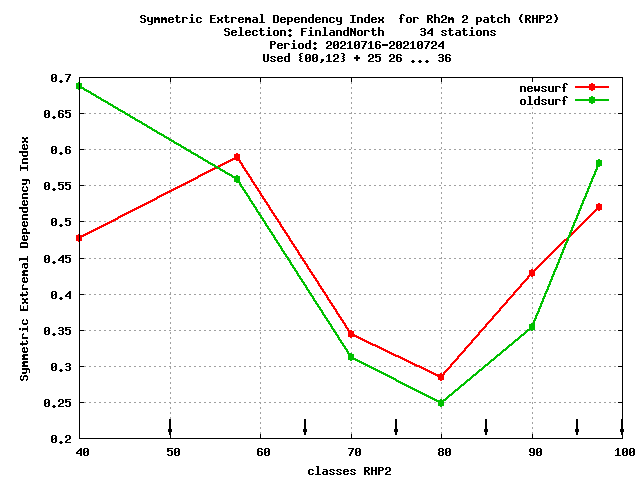 Symmetric Extremal Dependency Index  for Rh2m 2 patch (RHP2)
Selection: FinlandNorth     34 stations
Period: 20210716-20210724
Used {00,12} + 25 26 ... 36
newsurf
oldsurf
Symmetric Extremal Dependency Index
0.7
0.65
0.6
0.55
0.5
0.45
0.4
0.35
0.3
0.25
0.2
40 50 60 70 80 90 100
classes RHP2